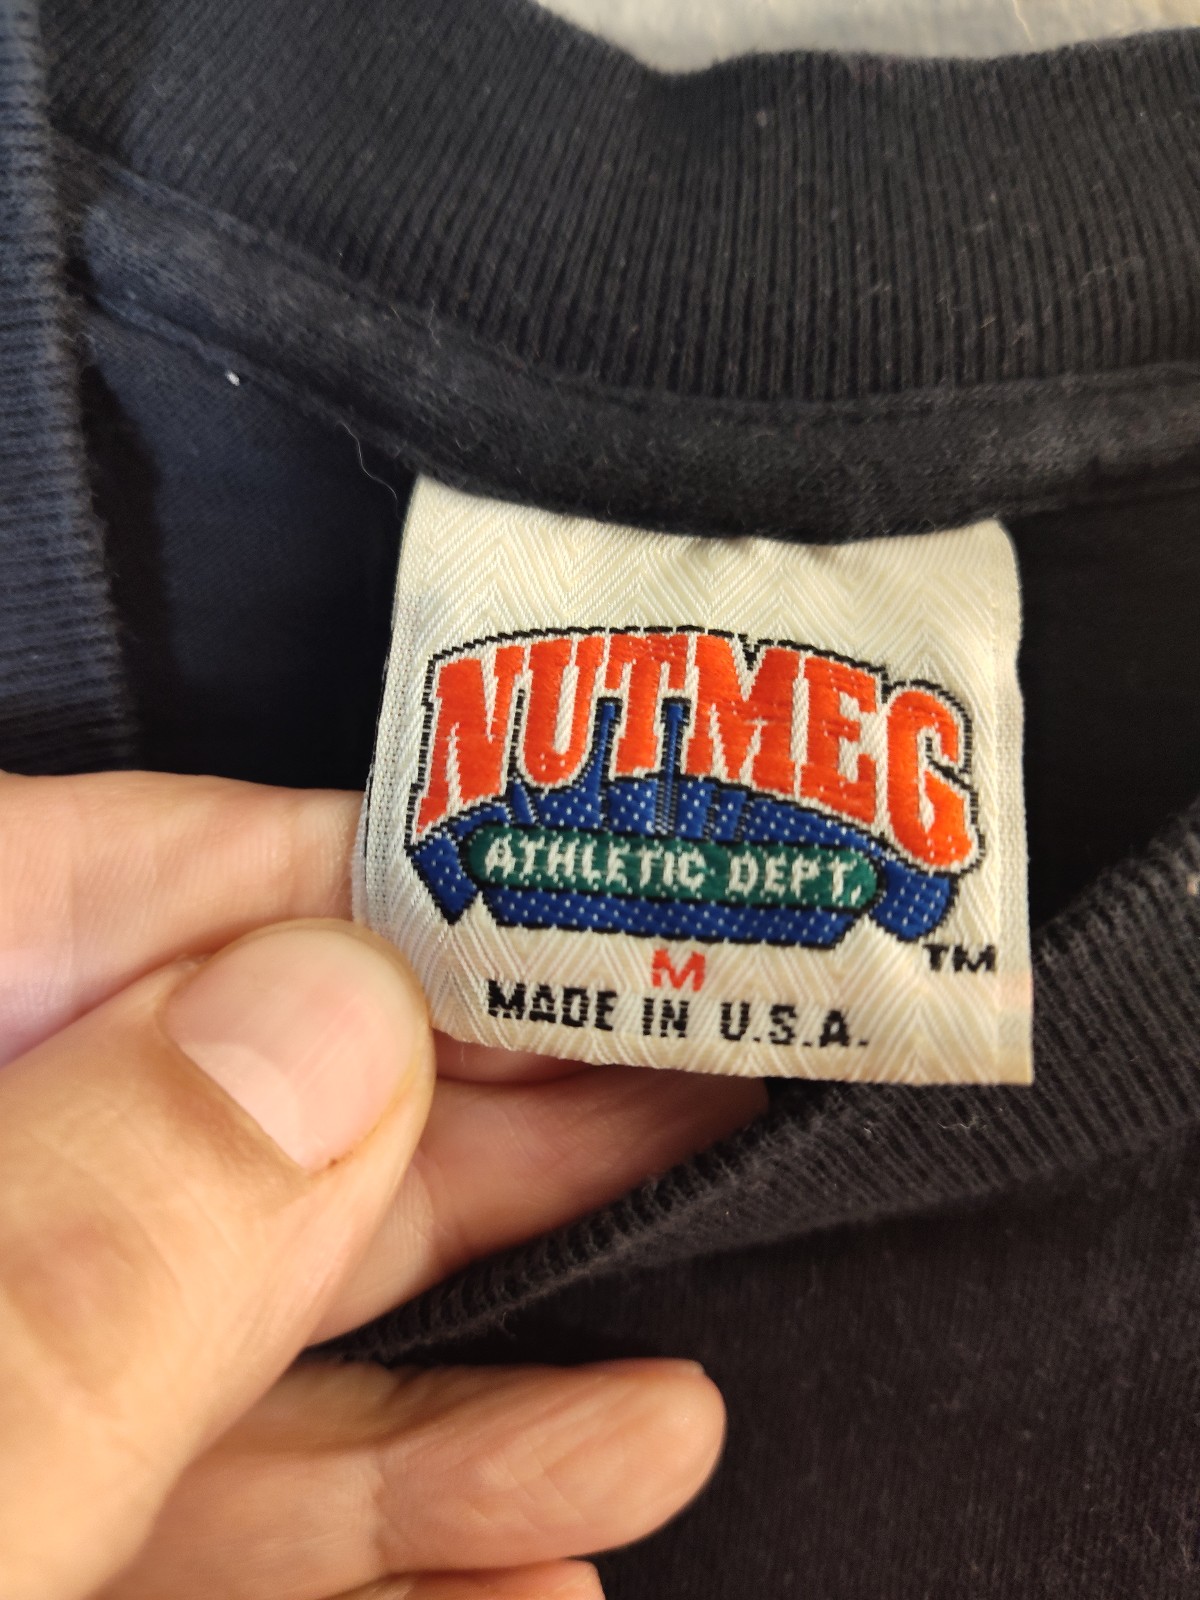 NUTMEG
ATHLETIC DEPT.
TM
M
MADE IN U.S.A.